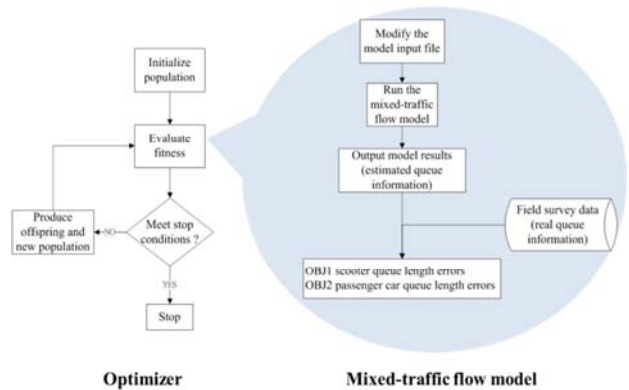 Initialize
population
Evaluate
fitness
Produce
offspring and
new population
NO
Meet stop
conditions ?
YES
Stop
Optimizer
Modify the
model input file
Run the
mixed-traffic
flow model
Output model results
(estimated queue
information)
Field survey data
(real queue
information)
OBJ1 scooter queue length errors
OBJ2 passenger car queue length errors
Mixed-traffic flow model